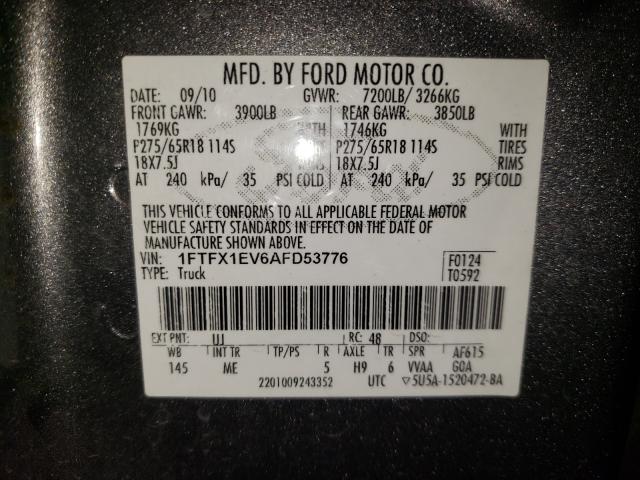 MFD. BY FORD MOTOR CO.
DATE: 09/10 GVWR: 7200LB/ 3266KG
FRONT GAWR: 3900LB REAR GAWR: 3850LB
1769KG WITH 1746KG WITH
P275/65R18 114S P275/65R18 114S TIRES
18X7.5J 18X7.5J RIMS
AT 240 kPa/ 35 PSI COLD AT 240 kPa/ 35 PSI COLD
THIS VEHICLE CONFORMS TO ALL APPLICABLE FEDERAL MOTOR
VEHICLE SAFETY STANDARDS IN EFFECT ON THE DATE OF
MANUFACTURE SHOWN ABOVE.
VIN: 1FTFX1EV6AFD53776 F0124
TYPE: Truck T0592
EXT PNT: UJ RC: 48 DSO:
WB INT TR TP/PS R AXLE TR SPR AF615
145 ME 5 H9 6 VVAA GOA
2201009243352 UTC ▽5U5A-1520472-BA